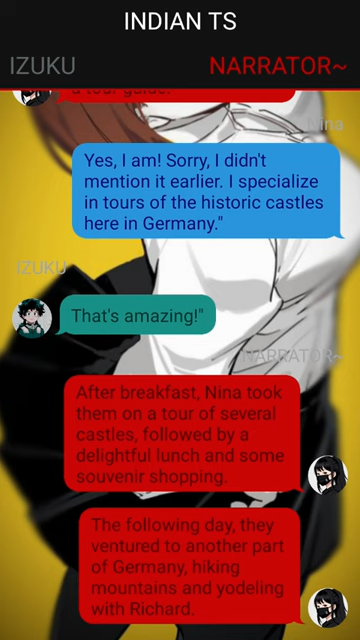 INDIAN TS
IZUKU
NARRATOR~
a tour guide.
Nina
Yes, I am! Sorry, I didn't
mention it earlier. I specialize
in tours of the historic castles
here in Germany."
IZUKU
That's amazing!"
NARRATOR~
After breakfast, Nina took
them on a tour of several
castles, followed by a
delightful lunch and some
souvenir shopping.
The following day, they
ventured to another part
of Germany, hiking
mountains and yodeling
with Richard.